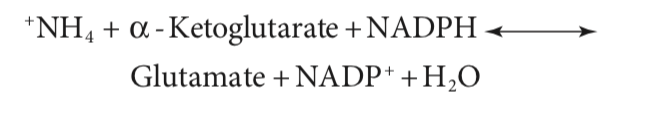 ⁺NH₄ + α - Ketoglutarate + NADPH ⟷
Glutamate + NADP⁺ + H₂O